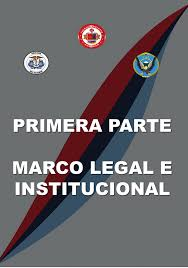 PRIMERA PARTE
MARCO LEGAL E
INSTITUCIONAL